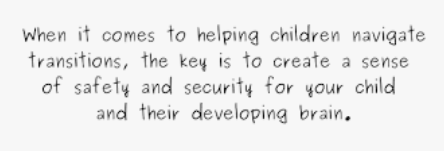 When it comes to helping children navigate
transitions, the key is to create a sense
of safety and security for your child
and their developing brain.